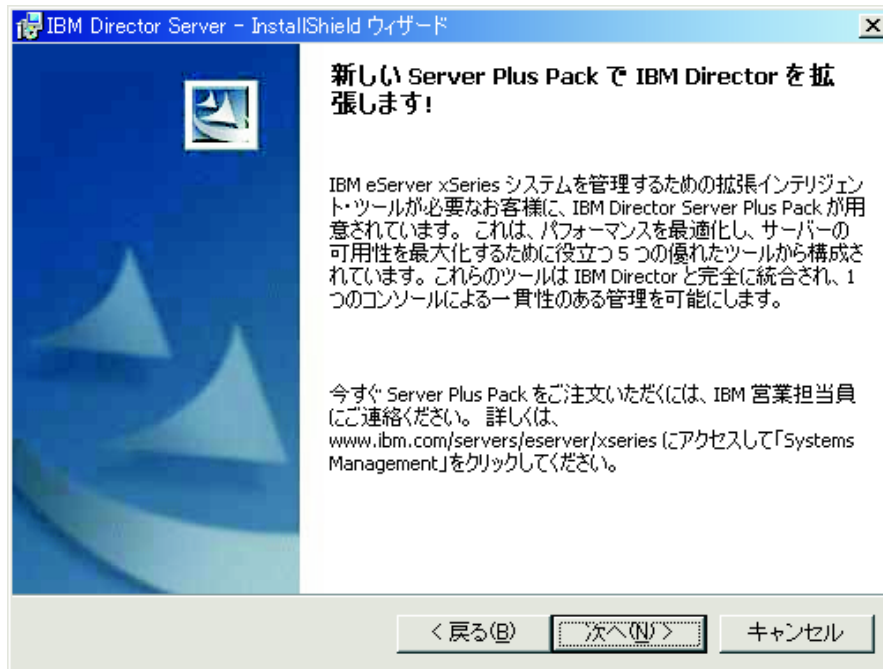 IBM Director Server - InstallShield ウィザード
新しい Server Plus Pack で IBM Director を拡
張します!
IBM eServer xSeries システムを管理するための拡張インテリジェン
ト・ツールが必要なお客様に、IBM Director Server Plus Pack が用
意されています。 これは、パフォーマンスを最適化し、サーバーの
可用性を最大化するために役立つ 5 つの優れたツールから構成さ
れています。これらのツールは IBM Director と完全に統合され、1
つのコンソールによる一貫性のある管理を可能にします。
今すぐ Server Plus Pack をご注文いただくには、IBM 営業担当員
にご連絡ください。 詳しくは、
www.ibm.com/servers/eserver/xseries にアクセスして「Systems
Management」をクリックしてください。
< 戻る(B)
次へ(N) >
キャンセル